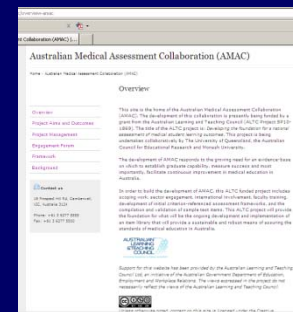 nt Collaboration (AMAC) |...
Australian Medical Assessment Collaboration (AMAC)
Home » Australian Medical Assessment Collaboration (AMAC)
Overview
Overview
Project Aims and Outcomes
Project Management
Engagement Forum
Framework
Background
Contact us
19 Prospect Hill Rd, Camberwell,
VIC, Australia 3124
Phone: +61 3 9277 5555
Fax: +61 3 9277 5500
This site is the home of the Australian Medical Assessment Collaboration
(AMAC). The development of this collaboration is presently being funded by a
grant from the Australian Learning and Teaching Council (ALTC Project
The title of the ALTC project is: Developing the foundation for a national
assessment of medical student learning outcomes. This project is being
undertaken collaboratively by The University of Queensland, the Australian
Council for Educational Research and Monash University.
The development of AMAC responds to the growing need for an evidence base
on which to establish graduate capability, measure success and most
importantly, facilitate continuous improvement in medical education in
Australia.
In order to build the development of AMAC, this ALTC funded project includes
scoping work, sector engagement, international involvement, faculty training,
development of initial criterion referenced assessment frameworks, and the
compilation and validation of sample test items. This ALTC project will provide
the foundation for what will be the ongoing development and implementation of
an item library that will provide a sustainable and robust means of assuring the
standards of medical education in Australia.
AUSTRALIAN
LEARNING
& TEACHING
COUNCIL
Support for this website has been provided by the Australian Learning and Teaching
Council Ltd, an initiative of the Australian Government Department of Education,
Employment and Workplace Relations. The views expressed in the project do not
necessarily reflect the views of the Australian Learning and Teaching Council.